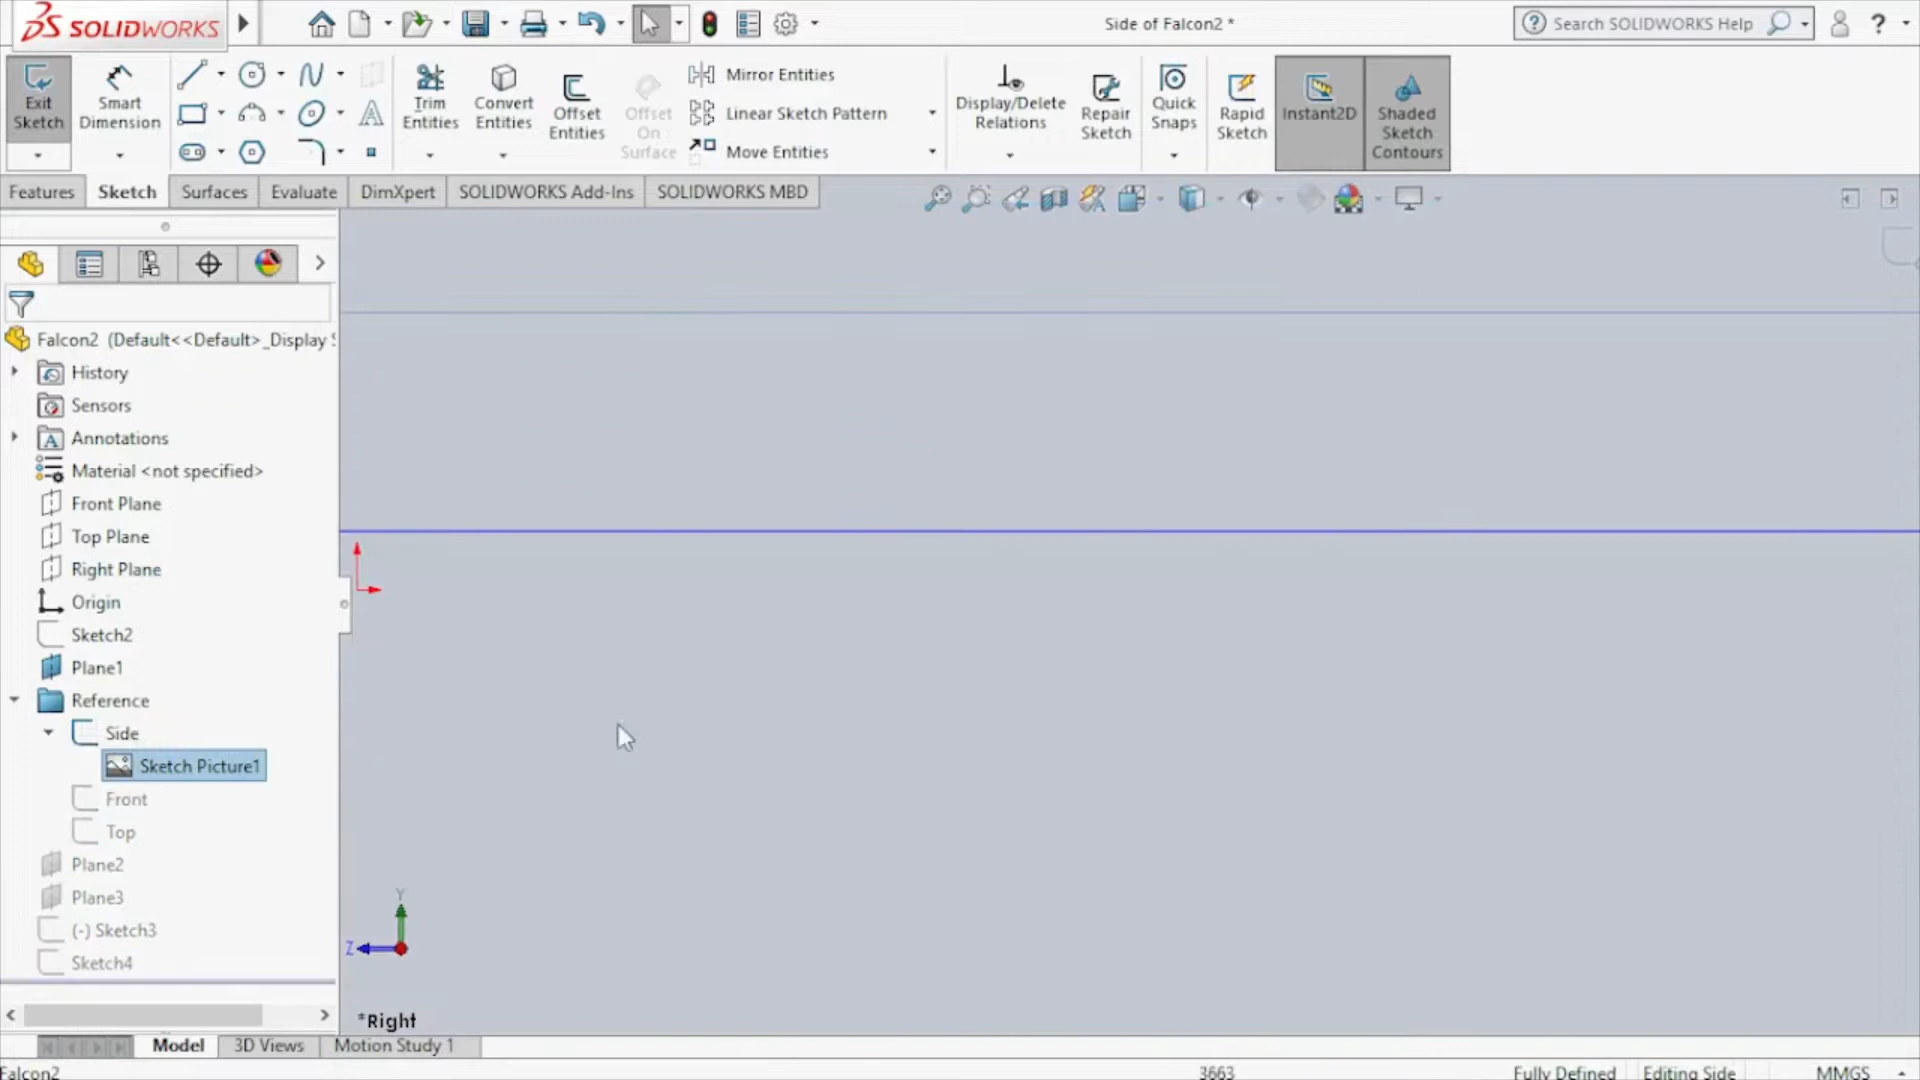 SOLIDWORKS
Side of Falcon2 *
Search SOLIDWORKS Help
Exit Sketch
Smart Dimension
Trim Entities
Convert Entities
Offset Entities
Offset On Surface
Mirror Entities
Linear Sketch Pattern
Move Entities
Display/Delete Relations
Repair Sketch
Quick Snaps
Rapid Sketch
Instant2D
Shaded Sketch Contours
Features
Sketch
Surfaces
Evaluate
DimXpert
SOLIDWORKS Add-Ins
SOLIDWORKS MBD
Falcon2 (Default<<Default>_Display
History
Sensors
Annotations
Material <not specified>
Front Plane
Top Plane
Right Plane
Origin
Sketch2
Plane1
Reference
Side
Sketch Picture1
Front
Top
Plane2
Plane3
(-) Sketch3
Sketch4
Y
Z
*Right
Model
3D Views
Motion Study 1
Falcon2
3663
Fully Defined
Editing Side
MMGS